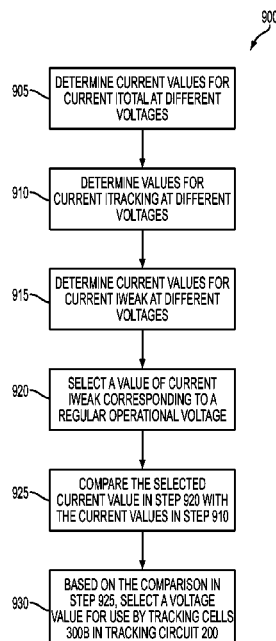 900
905
DETERMINE CURRENT VALUES FOR
CURRENT ITOTAL AT DIFFERENT
VOLTAGES
910
DETERMINE VALUES FOR
CURRENT ITRACKING AT DIFFERENT
VOLTAGES
915
DETERMINE CURRENT VALUES FOR
CURRENT IWEAK AT DIFFERENT
VOLTAGES
920
SELECT A VALUE OF CURRENT
IWEAK CORRESPONDING TO A
REGULAR OPERATIONAL VOLTAGE
925
COMPARE THE SELECTED
CURRENT VALUE IN STEP 920 WITH
THE CURRENT VALUES IN STEP 910
930
BASED ON THE COMPARISON IN
STEP 925, SELECT A VOLTAGE
VALUE FOR USE BY TRACKING CELLS
300B IN TRACKING CIRCUIT 200